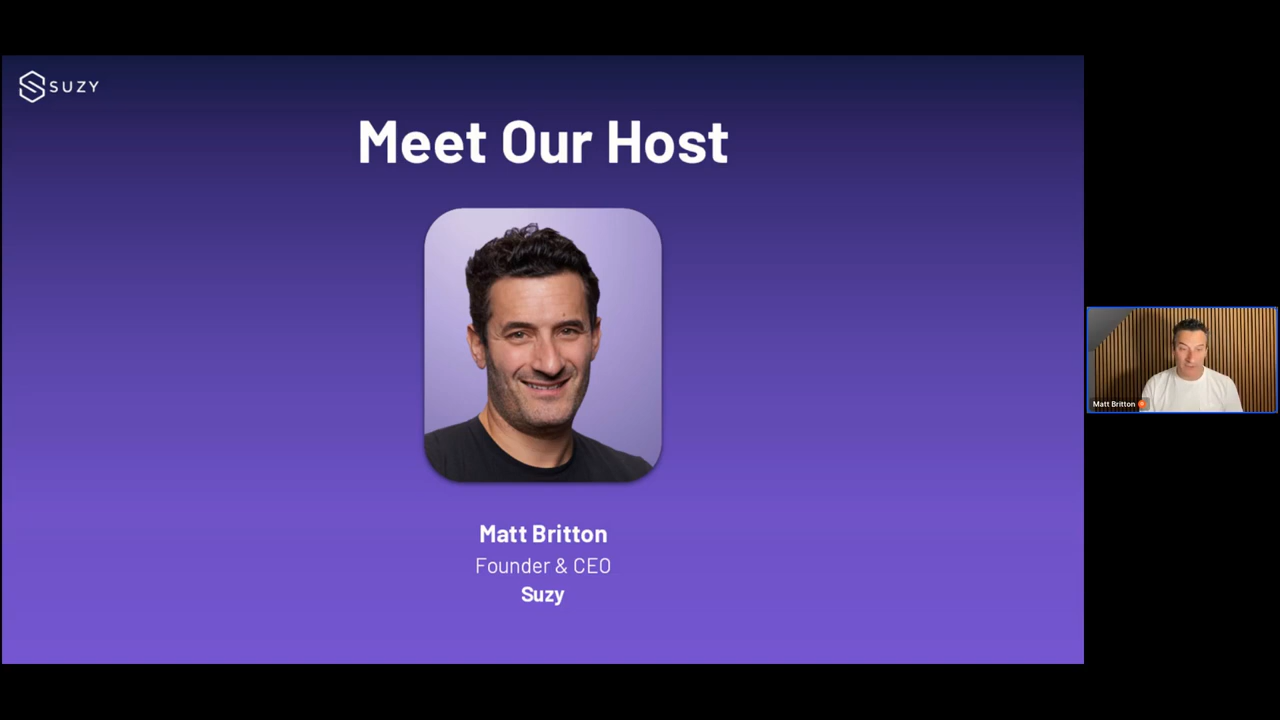 SUZY
Meet Our Host
Matt Britton
Founder & CEO
Suzy
Matt Britton